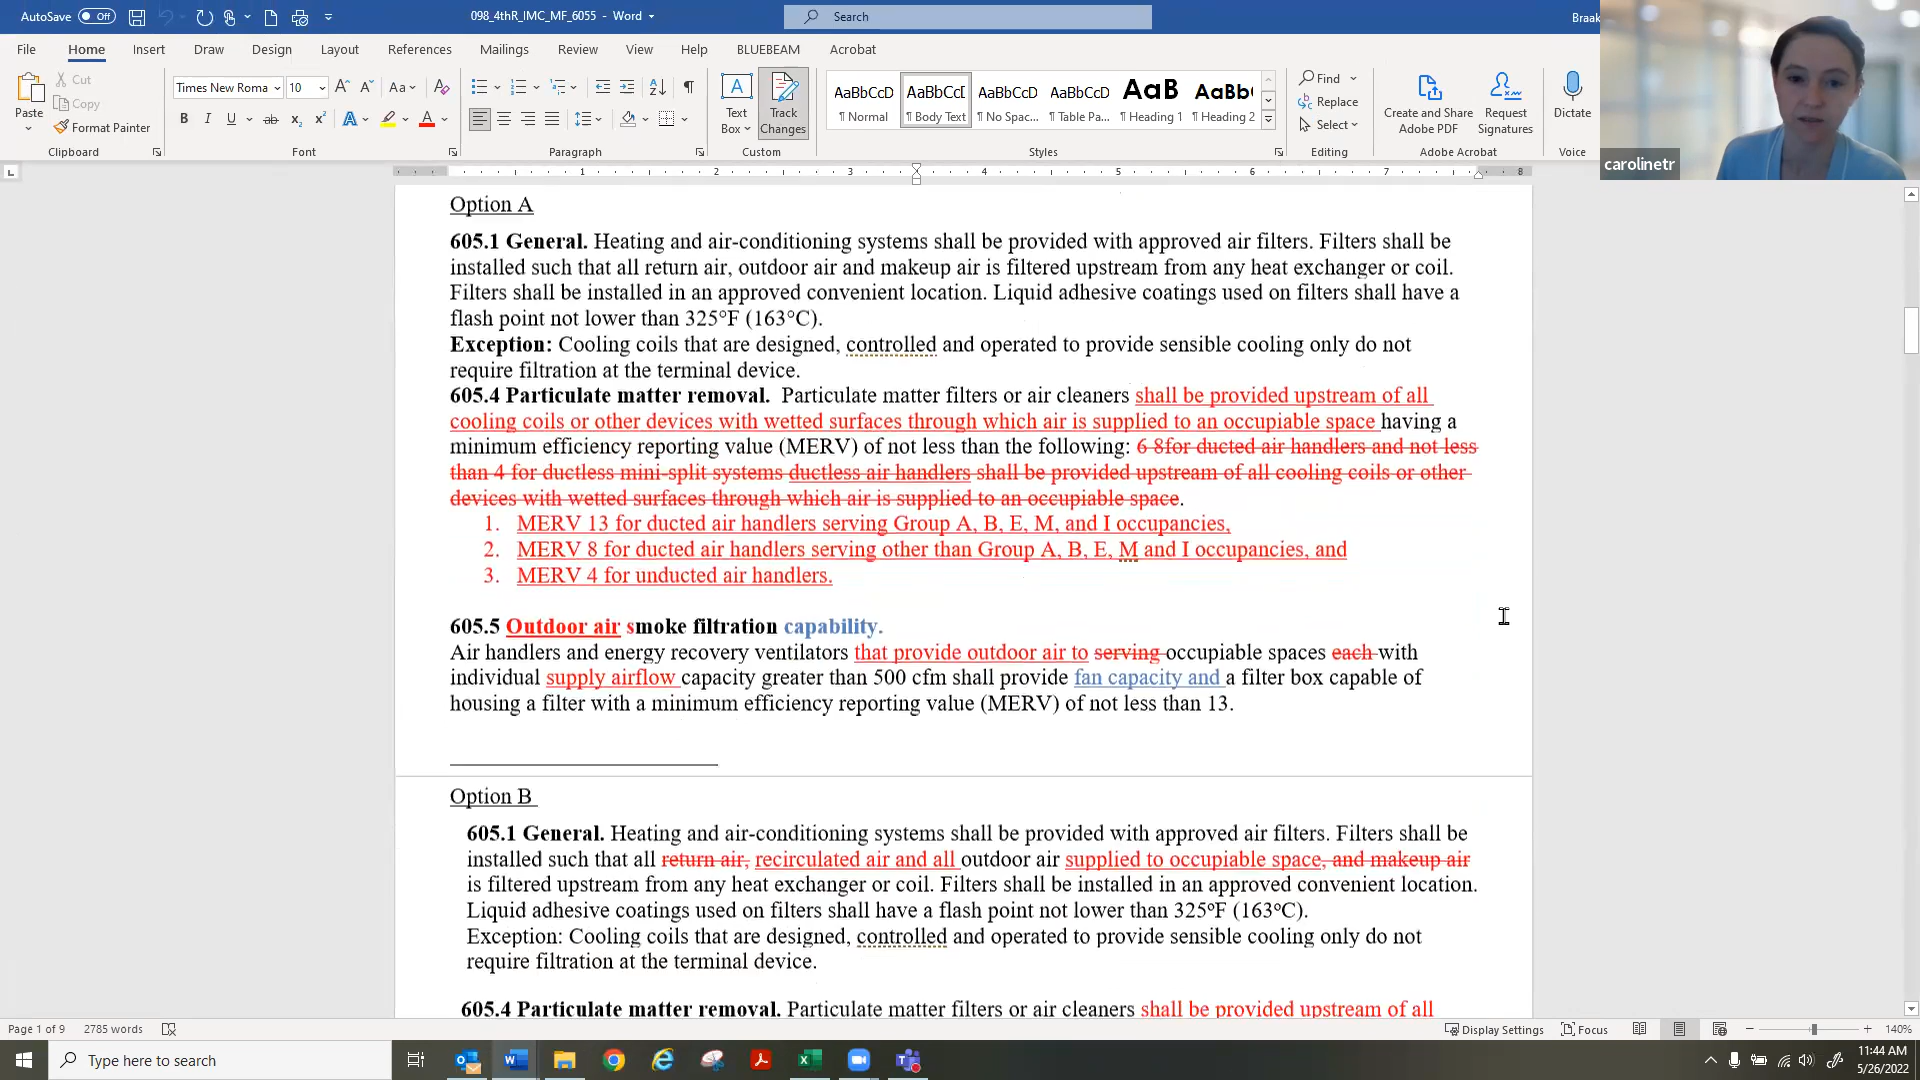 AutoSave Off 098_4thR_IMC_MF_6055 - Word Search Braak
File Home Insert Draw Design Layout References Mailings Review View Help BLUEBEAM Acrobat
Paste Cut Copy Format Painter Clipboard
Times New Roma 10 Font
Paragraph
Text Box Track Changes Custom
AaBbCcD ¶ Normal AaBbCcD ¶ Body Text AaBbCcD ¶ No Spac... AaBbCcD ¶ Table Pa... AaB ¶ Heading 1 AaBb( ¶ Heading 2 Styles
Find Replace Select Editing
Create and Share Adobe PDF Request Signatures Adobe Acrobat
Dictate Voice
carolinetr
1 3 4 5 6 7 8
Option A
605.1 General. Heating and air-conditioning systems shall be provided with approved air filters. Filters shall be
installed such that all return air, outdoor air and makeup air is filtered upstream from any heat exchanger or coil.
Filters shall be installed in an approved convenient location. Liquid adhesive coatings used on filters shall have a
flash point not lower than 325°F (163°C).
Exception: Cooling coils that are designed, controlled and operated to provide sensible cooling only do not
require filtration at the terminal device.
605.4 Particulate matter removal. Particulate matter filters or air cleaners shall be provided upstream of all
cooling coils or other devices with wetted surfaces through which air is supplied to an occupiable space having a
minimum efficiency reporting value (MERV) of not less than the following: 6 8for ducted air handlers and not less
than 4 for ductless mini-split systems ductless air handlers shall be provided upstream of all cooling coils or other
devices with wetted surfaces through which air is supplied to an occupiable space.
1. MERV 13 for ducted air handlers serving Group A, B, E, M, and I occupancies,
2. MERV 8 for ducted air handlers serving other than Group A, B, E, M and I occupancies, and
3. MERV 4 for unducted air handlers.
605.5 Outdoor air smoke filtration capability.
Air handlers and energy recovery ventilators that provide outdoor air to serving occupiable spaces each with
individual supply airflow capacity greater than 500 cfm shall provide fan capacity and a filter box capable of
housing a filter with a minimum efficiency reporting value (MERV) of not less than 13.
Option B
605.1 General. Heating and air-conditioning systems shall be provided with approved air filters. Filters shall be
installed such that all return air, recirculated air and all outdoor air supplied to occupiable space, and makeup air
is filtered upstream from any heat exchanger or coil. Filters shall be installed in an approved convenient location.
Liquid adhesive coatings used on filters shall have a flash point not lower than 325ºF (163ºC).
Exception: Cooling coils that are designed, controlled and operated to provide sensible cooling only do not
require filtration at the terminal device.
605.4 Particulate matter removal. Particulate matter filters or air cleaners shall be provided upstream of all
Page 1 of 9 2785 words Display Settings Focus 140%
Type here to search 11:44 AM
5/26/2022